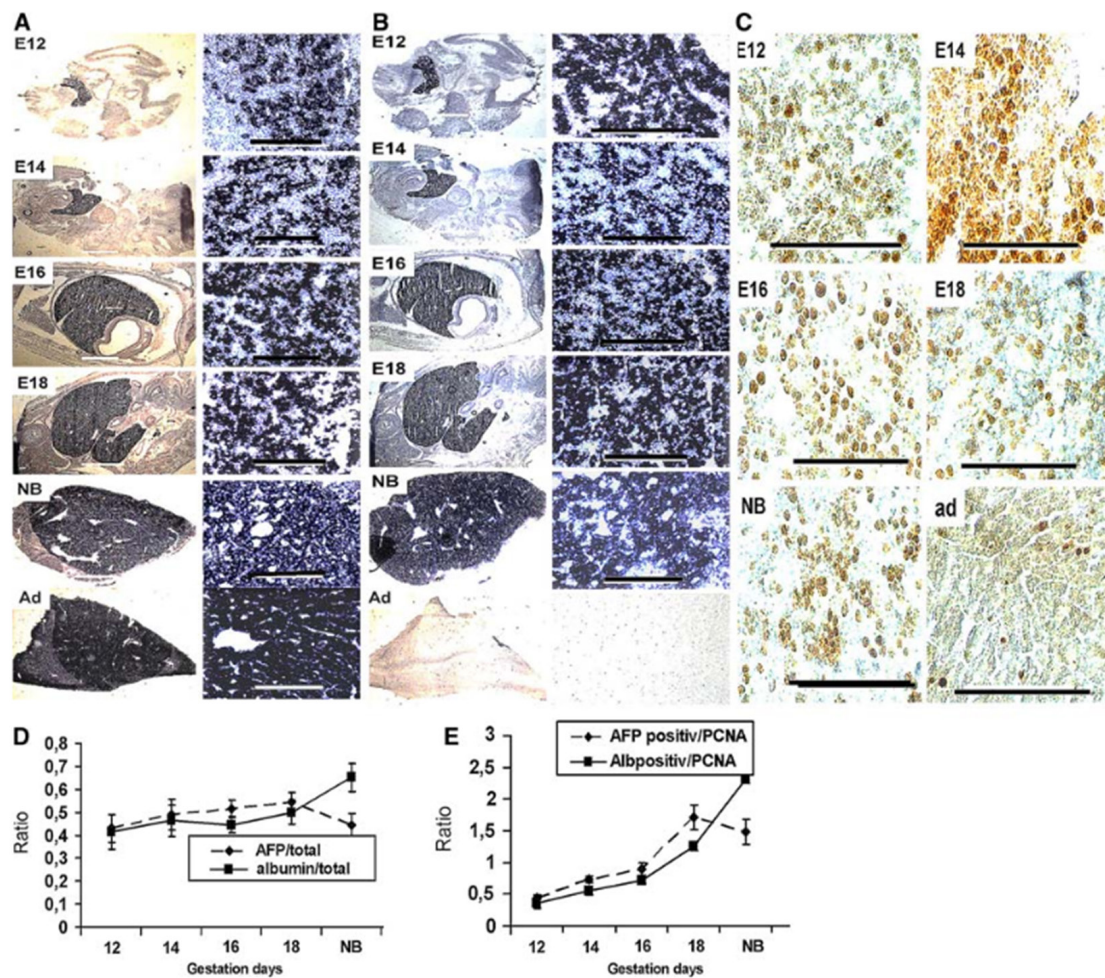 A
E12
E14
E16
E18
NB
Ad
B
E12
E14
E16
E18
NB
Ad
C
E12
E14
E16
E18
NB
ad
D
0,8
0,7
0,6
0,5
0,4
0,3
0,2
0,1
0
Ratio
AFP/total
albumin/total
12 14 16 18 NB
Gestation days
E
3
2,5
2
1,5
1
0,5
0
Ratio
AFP positiv/PCNA
Albpositiv/PCNA
12 14 16 18 NB
Gestation days